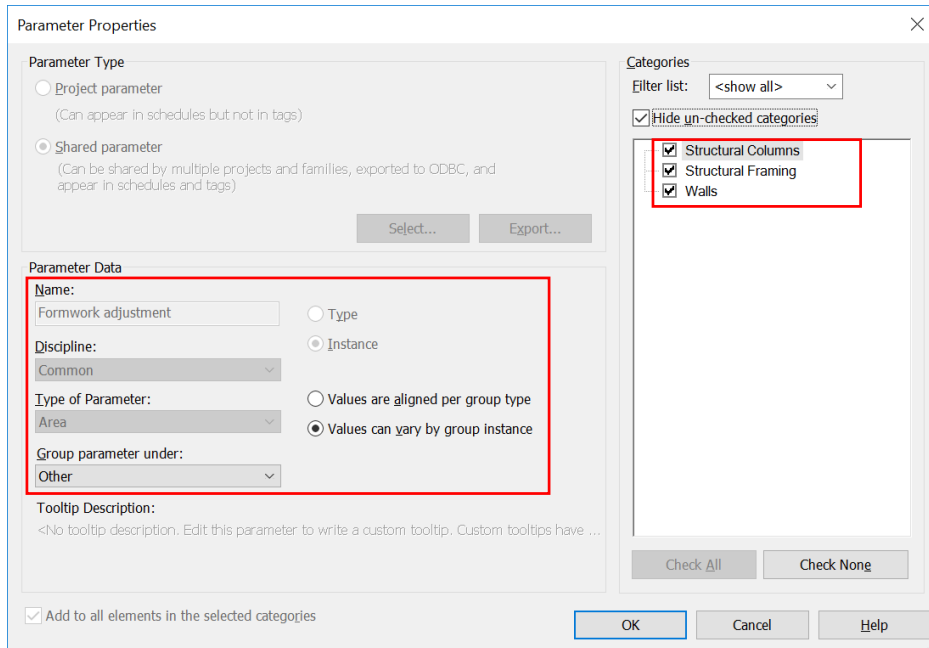 Parameter Properties
Parameter Type
Project parameter
(Can appear in schedules but not in tags)
Shared parameter
(Can be shared by multiple projects and families, exported to ODBC, and
appear in schedules and tags)
Select...
Export...
Parameter Data
Name:
Formwork adjustment
Type
Discipline:
Instance
Common
Type of Parameter:
Values are aligned per group type
Area
Values can vary by group instance
Group parameter under:
Other
Tooltip Description:
<No tooltip description. Edit this parameter to write a custom tooltip. Custom tooltips have ...
Add to all elements in the selected categories
Categories
Filter list:
<show all>
Hide un-checked categories
Structural Columns
Structural Framing
Walls
Check All
Check None
OK
Cancel
Help